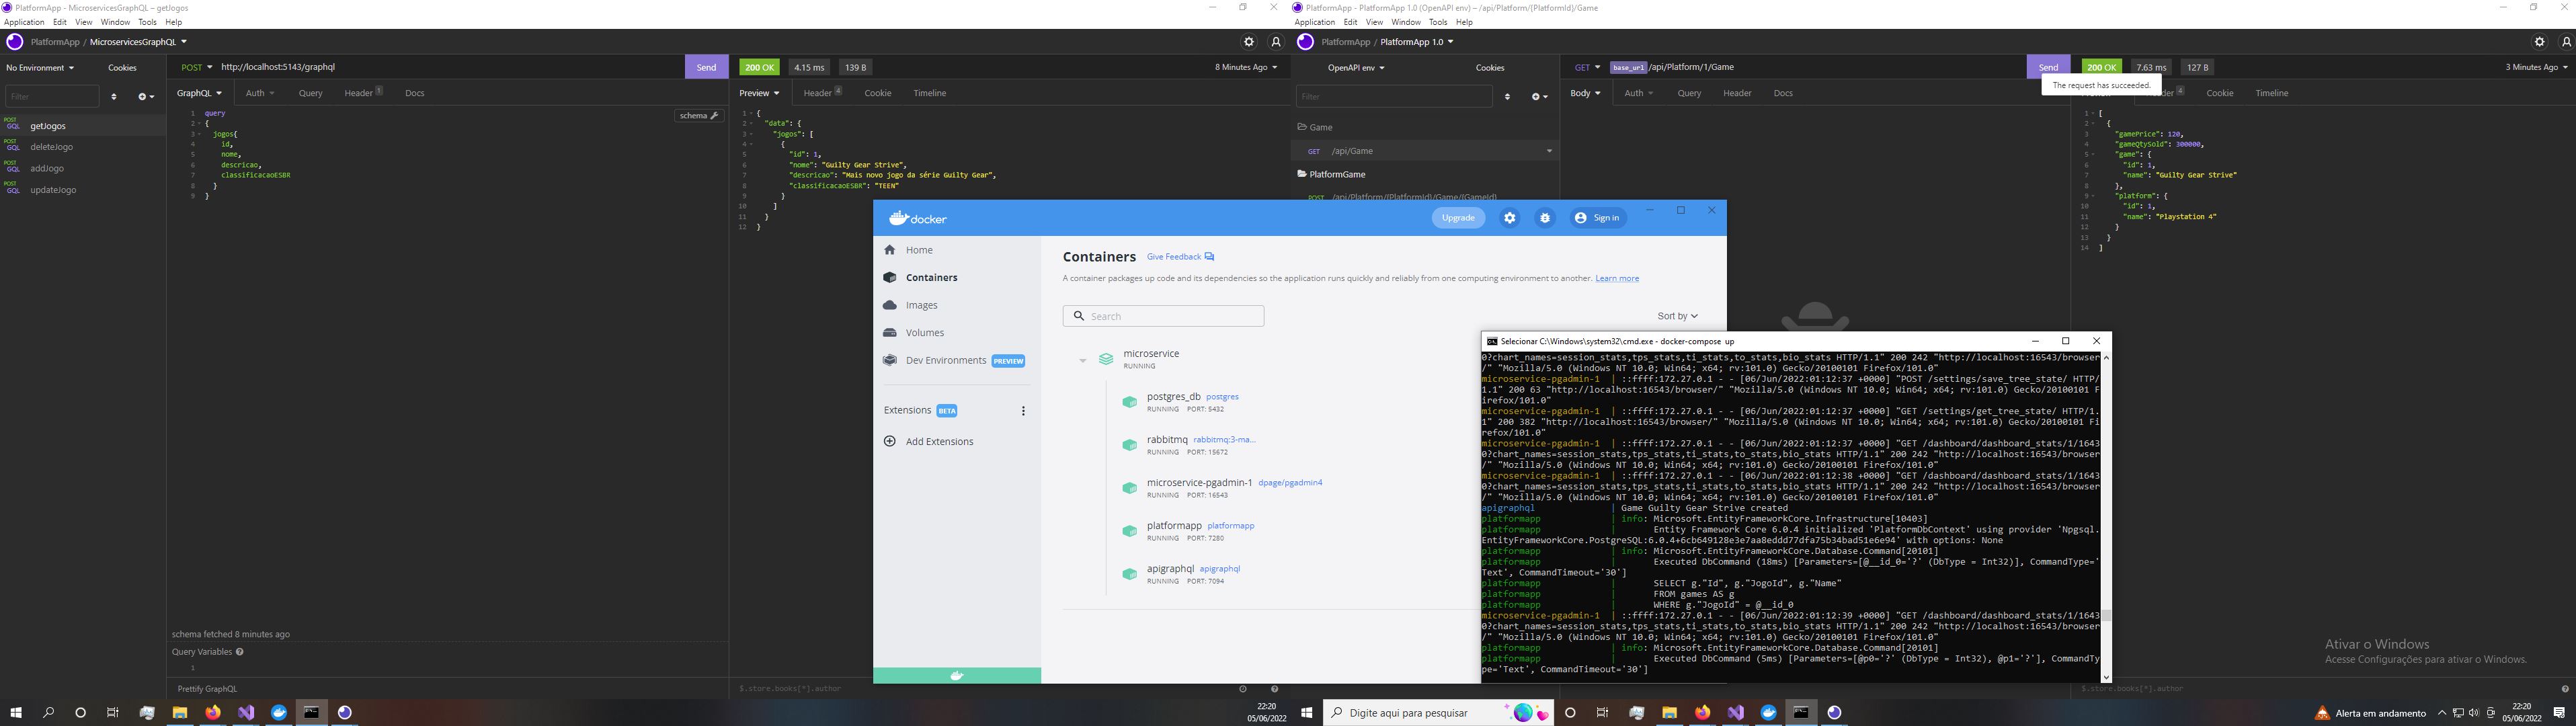 PlatformApp - MicroservicesGraphQL – getJogos
Application Edit View Window Tools Help
PlatformApp / MicroservicesGraphQL
No Environment
Cookies
Filter
POST GQL getJogos
POST GQL deleteJogo
POST GQL addJogo
POST GQL updateJogo
POST http://localhost:5143/graphql
Send
GraphQL Auth Query Header 1 Docs
schema
1 query
2 {
3 jogos{
4 id,
5 nome,
6 descricao,
7 classificacaoESBR
8 }
9 }
schema fetched 8 minutes ago
Query Variables
1
Prettify GraphQL
200 OK 4.15 ms 139 B
8 Minutes Ago
Preview Header 4 Cookie Timeline
1 {
2 "data": {
3 "jogos": [
4 {
5 "id": 1,
6 "nome": "Guilty Gear Strive",
7 "descricao": "Mais novo jogo da série Guilty Gear",
8 "classificacaoESBR": "TEEN"
9 }
10 ]
11 }
12 }
$.store.books[*].author
PlatformApp - PlatformApp 1.0 (OpenAPI env) – /api/Platform/{PlatformId}/Game
Application Edit View Window Tools Help
PlatformApp / PlatformApp 1.0
OpenAPI env
Cookies
Filter
Game
GET /api/Game
PlatformGame
POST /api/Platform/{PlatformId}/Game/{GameId}
GET base_url /api/Platform/1/Game
Send
The request has succeeded.
Body Auth Query Header Docs
200 OK 7.63 ms 127 B
3 Minutes Ago
4 Cookie Timeline
1 [
2 {
3 "gamePrice": 120,
4 "gameQtySold": 300000,
5 "game": {
6 "id": 1,
7 "name": "Guilty Gear Strive"
8 },
9 "platform": {
10 "id": 1,
11 "name": "Playstation 4"
12 }
13 }
14 ]
$.store.books[*].author
docker
Upgrade
Sign in
Home
Containers
Images
Volumes
Dev Environments PREVIEW
Extensions BETA
Add Extensions
Containers Give Feedback
A container packages up code and its dependencies so the application runs quickly and reliably from one computing environment to another. Learn more
Search
Sort by
microservice
RUNNING
postgres_db postgres
RUNNING PORT: 5432
rabbitmq rabbitmq:3-ma...
RUNNING PORT: 15672
microservice-pgadmin-1 dpage/pgadmin4
RUNNING PORT: 16543
platformapp platformapp
RUNNING PORT: 7280
apigraphql apigraphql
RUNNING PORT: 7094
Selecionar C:\Windows\system32\cmd.exe - docker-compose up
0?chart_names=session_stats,tps_stats,ti_stats,to_stats,bio_stats HTTP/1.1" 200 242 "http://localhost:16543/browser
/" "Mozilla/5.0 (Windows NT 10.0; Win64; x64; rv:101.0) Gecko/20100101 Firefox/101.0"
microservice-pgadmin-1 | ::ffff:172.27.0.1 - - [06/Jun/2022:01:12:37 +0000] "POST /settings/save_tree_state/ HTTP/
1.1" 200 63 "http://localhost:16543/browser/" "Mozilla/5.0 (Windows NT 10.0; Win64; x64; rv:101.0) Gecko/20100101 F
irefox/101.0"
microservice-pgadmin-1 | ::ffff:172.27.0.1 - - [06/Jun/2022:01:12:37 +0000] "GET /settings/get_tree_state/ HTTP/1.
1" 200 382 "http://localhost:16543/browser/" "Mozilla/5.0 (Windows NT 10.0; Win64; x64; rv:101.0) Gecko/20100101 Fi
refox/101.0"
microservice-pgadmin-1 | ::ffff:172.27.0.1 - - [06/Jun/2022:01:12:37 +0000] "GET /dashboard/dashboard_stats/1/1643
0?chart_names=session_stats,tps_stats,ti_stats,to_stats,bio_stats HTTP/1.1" 200 242 "http://localhost:16543/browser
/" "Mozilla/5.0 (Windows NT 10.0; Win64; x64; rv:101.0) Gecko/20100101 Firefox/101.0"
microservice-pgadmin-1 | ::ffff:172.27.0.1 - - [06/Jun/2022:01:12:38 +0000] "GET /dashboard/dashboard_stats/1/1643
0?chart_names=session_stats,tps_stats,ti_stats,to_stats,bio_stats HTTP/1.1" 200 242 "http://localhost:16543/browser
/" "Mozilla/5.0 (Windows NT 10.0; Win64; x64; rv:101.0) Gecko/20100101 Firefox/101.0"
apigraphql | Game Guilty Gear Strive created
platformapp | info: Microsoft.EntityFrameworkCore.Infrastructure[10403]
platformapp | Entity Framework Core 6.0.4 initialized 'PlatformDbContext' using provider 'Npgsql.
EntityFrameworkCore.PostgreSQL:6.0.4+6cb649128e3e7aa8eddd77dfa75b34bad51e6e94' with options: None
platformapp | info: Microsoft.EntityFrameworkCore.Database.Command[20101]
platformapp | Executed DbCommand (18ms) [Parameters=[@__id_0='?' (DbType = Int32)], CommandType='
Text', CommandTimeout='30']
platformapp | SELECT g."Id", g."JogoId", g."Name"
platformapp | FROM games AS g
platformapp | WHERE g."JogoId" = @__id_0
microservice-pgadmin-1 | ::ffff:172.27.0.1 - - [06/Jun/2022:01:12:39 +0000] "GET /dashboard/dashboard_stats/1/1643
0?chart_names=session_stats,tps_stats,ti_stats,to_stats,bio_stats HTTP/1.1" 200 242 "http://localhost:16543/browser
/" "Mozilla/5.0 (Windows NT 10.0; Win64; x64; rv:101.0) Gecko/20100101 Firefox/101.0"
platformapp | info: Microsoft.EntityFrameworkCore.Database.Command[20101]
platformapp | Executed DbCommand (5ms) [Parameters=[@p0='?' (DbType = Int32), @p1='?'], CommandTy
pe='Text', CommandTimeout='30']
Ativar o Windows
Acesse Configurações para ativar o Windows.
22:20
05/06/2022
Digite aqui para pesquisar
Alerta em andamento
22:20
05/06/2022